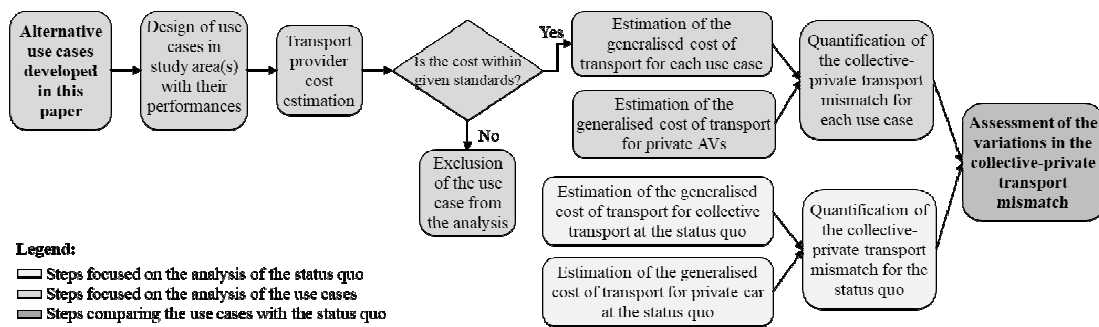 Alternative
use cases
developed
in this
paper
Design of use
cases in
study area(s)
with their
performances
Transport
provider
cost
estimation
Is the cost within
given standards?
Yes
No
Exclusion
of the use
case from
the analysis
Estimation of the
generalised cost of
transport for each use case
Estimation of the
generalised cost of transport
for private AVs
Quantification of
the collective-
private transport
mismatch for
each use case
Estimation of the generalised
cost of transport for collective
transport at the status quo
Estimation of the generalised
cost of transport for private car
at the status quo
Quantification of
the collective-
private transport
mismatch for the
status quo
Assessment of the
variations in the
collective-private
transport
mismatch
Legend:
Steps focused on the analysis of the status quo
Steps focused on the analysis of the use cases
Steps comparing the use cases with the status quo